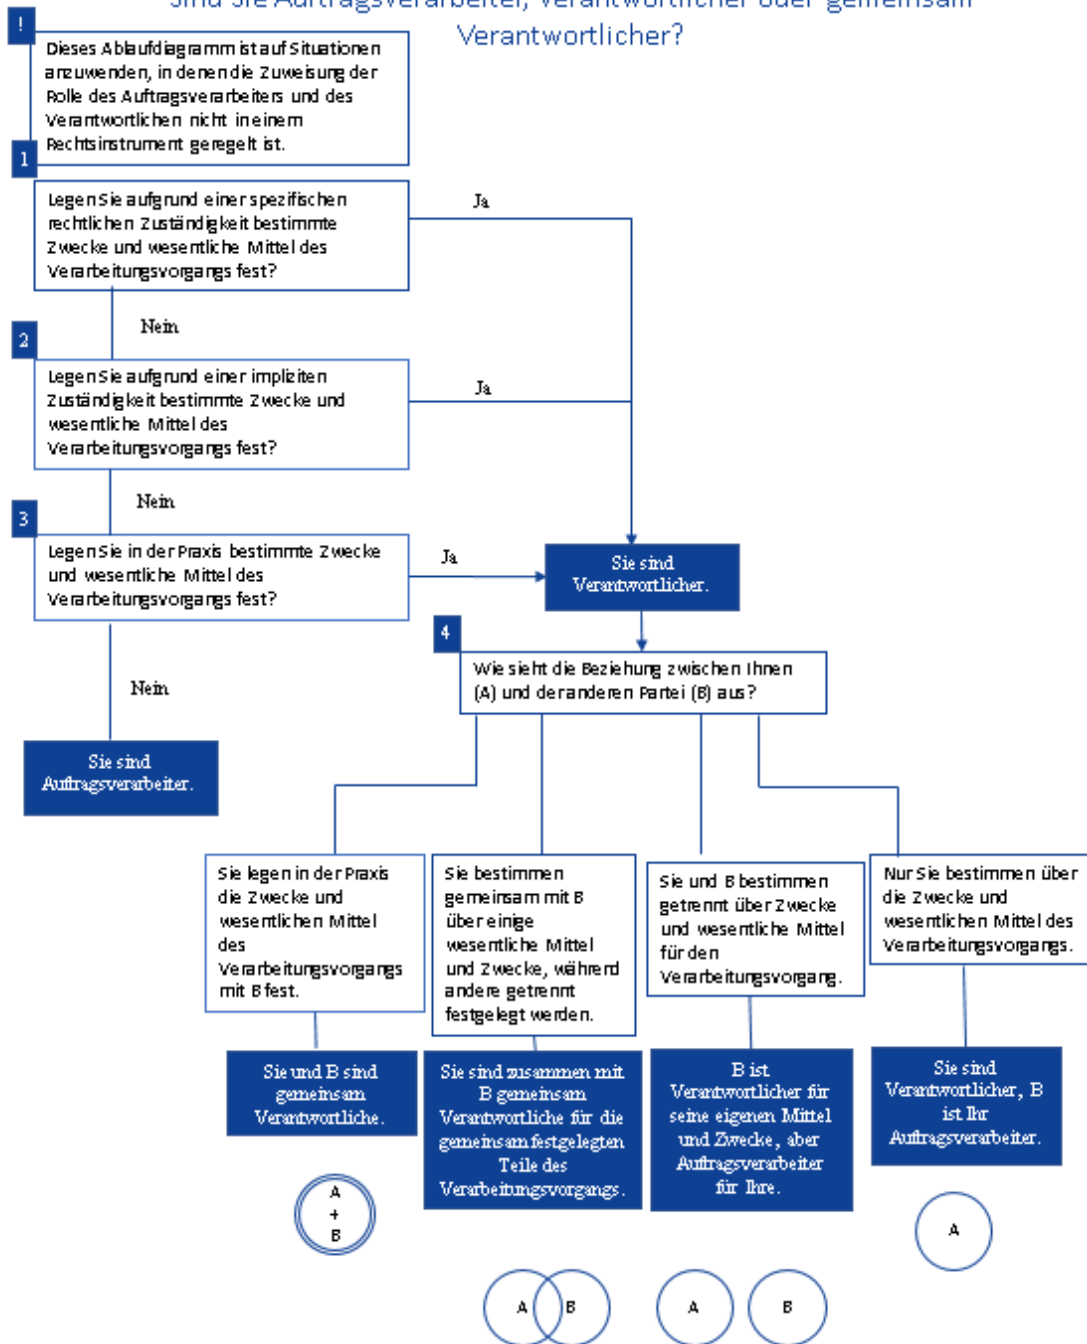 Sind Sie Auftragsverarbeiter, Verantwortlicher oder gemeinsam
Verantwortlicher?
!
Dieses Ablaufdiagramm ist auf Situationen
anzuwenden, in denen die Zuweisung der
Rolle des Auftragsverarbeiters und des
Verantwortlichen nicht in einem
Rechtsinstrument geregelt ist.
1
Legen Sie aufgrund einer spezifischen
rechtlichen Zuständigkeit bestimmte
Zwecke und wesentliche Mittel des
Verarbeitungsvorgangs fest?
Ja
Nein
2
Legen Sie aufgrund einer impliziten
Zuständigkeit bestimmte Zwecke und
wesentliche Mittel des
Verarbeitungsvorgangs fest?
Ja
Nein
3
Legen Sie in der Praxis bestimmte Zwecke
und wesentliche Mittel des
Verarbeitungsvorgangs fest?
Ja
Sie sind
Verantwortlicher.
Nein
Sie sind
Auftragsverarbeiter.
4
Wie sieht die Beziehung zwischen Ihnen
(A) und der anderen Partei (B) aus?
Sie legen in der Praxis
die Zwecke und
wesentlichen Mittel
des
Verarbeitungsvorgangs
mit B fest.
Sie bestimmen
gemeinsam mit B
über einige
wesentliche Mittel
und Zwecke, während
andere getrennt
festgelegt werden.
Sie und B bestimmen
getrennt über Zwecke
und wesentliche Mittel
für den
Verarbeitungsvorgang.
Nur Sie bestimmen über
die Zwecke und
wesentlichen Mittel des
Verarbeitungsvorgangs.
Sie und B sind
gemeinsam
Verantwortliche.
Sie sind zusammen mit
B gemeinsam
Verantwortliche für die
gemeinsam festgelegten
Teile des
Verarbeitungsvorgangs.
B ist
Verantwortlicher für
seine eigenen Mittel
und Zwecke, aber
Auftragsverarbeiter
für Ihre.
Sie sind
Verantwortlicher, B
ist Ihr
Auftragsverarbeiter.
A
+
B
A B
A B
A